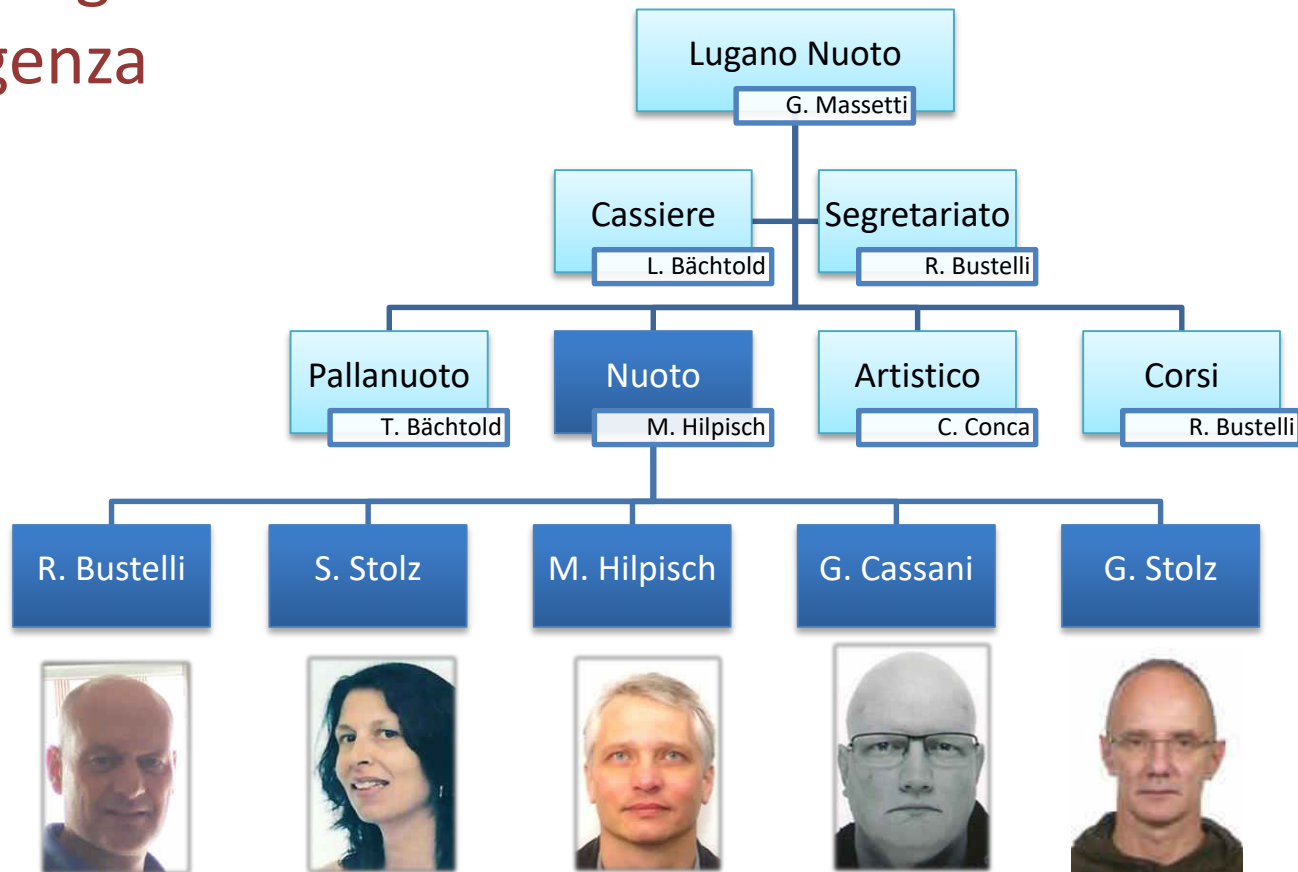 genza
Lugano Nuoto
G. Massetti
Cassiere
L. Bächtold
Segretariato
R. Bustelli
Pallanuoto
T. Bächtold
Nuoto
M. Hilpisch
Artistico
C. Conca
Corsi
R. Bustelli
R. Bustelli
S. Stolz
M. Hilpisch
G. Cassani
G. Stolz